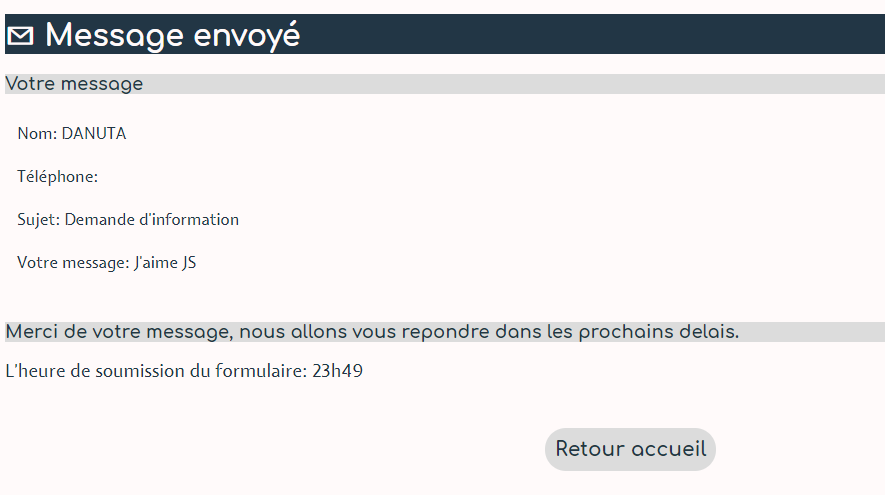 Message envoyé
Votre message
Nom: DANUTA
Téléphone:
Sujet: Demande d'information
Votre message: J'aime JS
Merci de votre message, nous allons vous repondre dans les prochains delais.
L'heure de soumission du formulaire: 23h49
Retour accueil